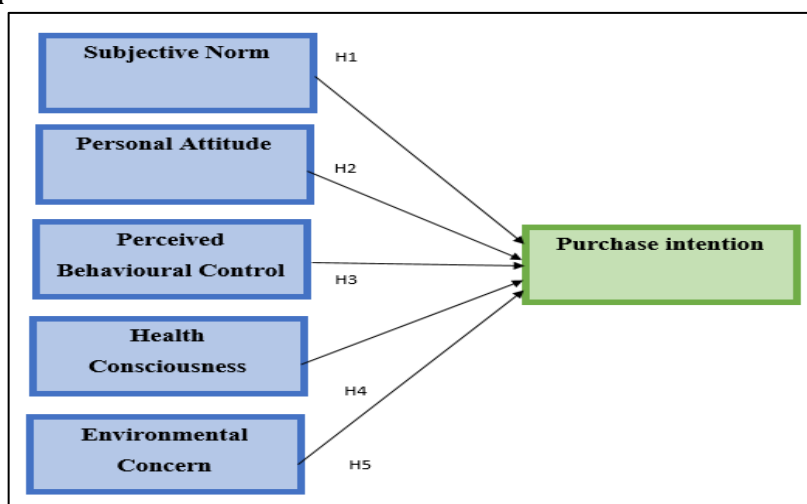 Subjective Norm
H1
Personal Attitude
H2
Perceived
Behavioural Control
H3
Purchase intention
Health
Consciousness
H4
Environmental
Concern
H5